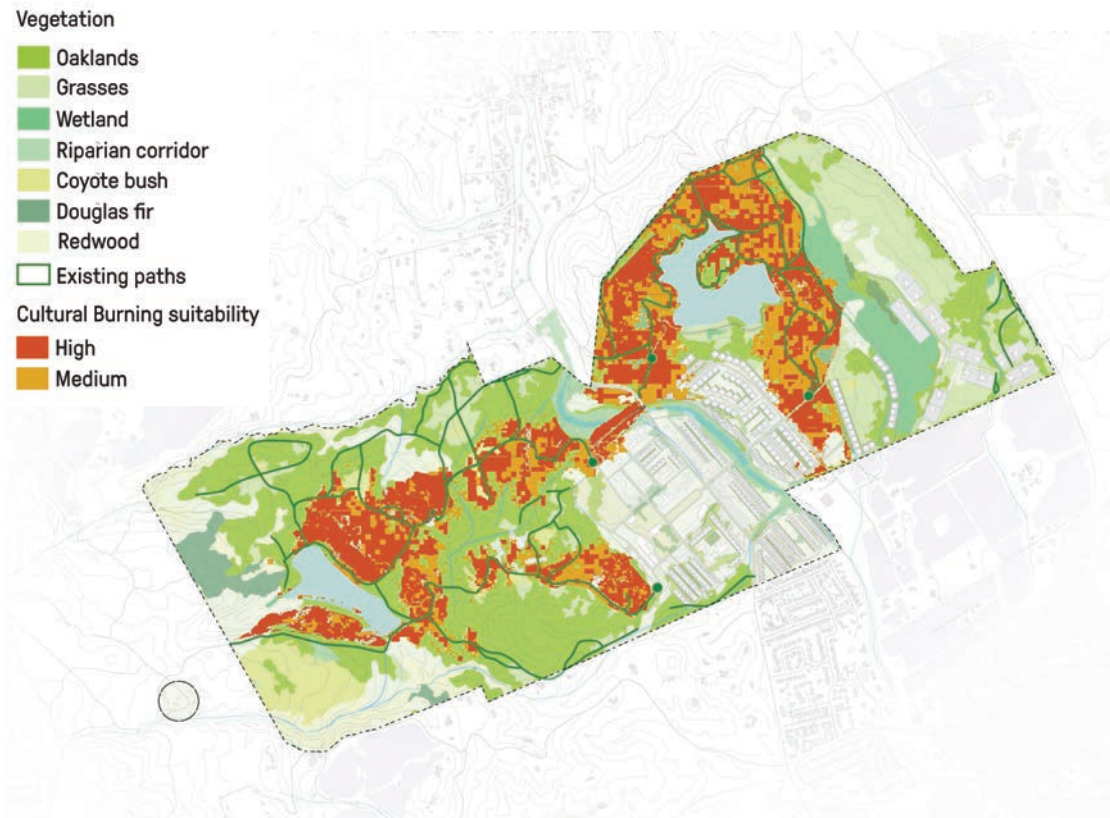 Vegetation
Oaklands
Grasses
Wetland
Riparian corridor
Coyote bush
Douglas fir
Redwood
Existing paths
Cultural Burning suitability
High
Medium